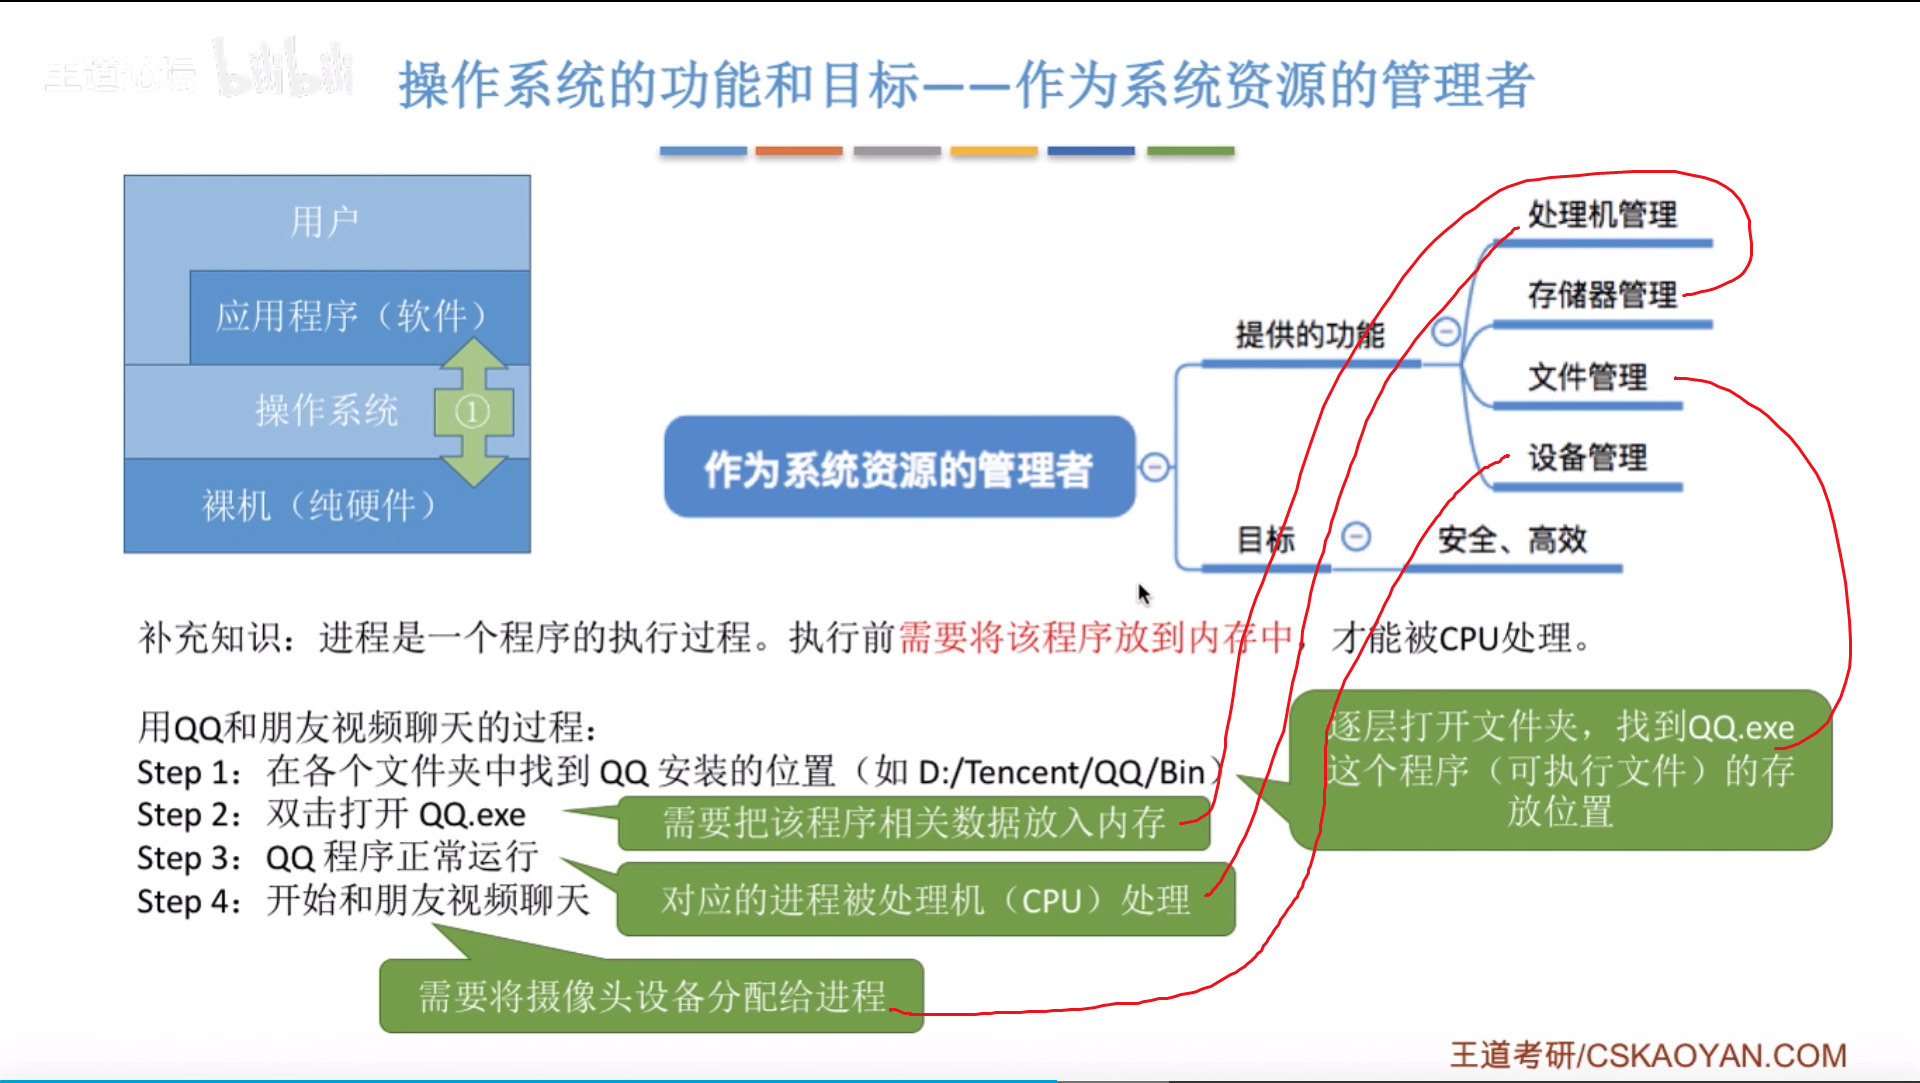 王道论坛 bilibili
操作系统的功能和目标——作为系统资源的管理者
用户
应用程序（软件）
操作系统
①
裸机（纯硬件）
作为系统资源的管理者
提供的功能
处理机管理
存储器管理
文件管理
设备管理
目标
安全、高效
补充知识：进程是一个程序的执行过程。执行前需要将该程序放到内存中，才能被CPU处理。
用QQ和朋友视频聊天的过程：
Step 1：在各个文件夹中找到 QQ 安装的位置（如 D:/Tencent/QQ/Bin）
逐层打开文件夹，找到QQ.exe
这个程序（可执行文件）的存
放位置
Step 2：双击打开 QQ.exe
需要把该程序相关数据放入内存
Step 3：QQ 程序正常运行
对应的进程被处理机（CPU）处理
Step 4：开始和朋友视频聊天
需要将摄像头设备分配给进程
王道考研/CSKAOYAN.COM